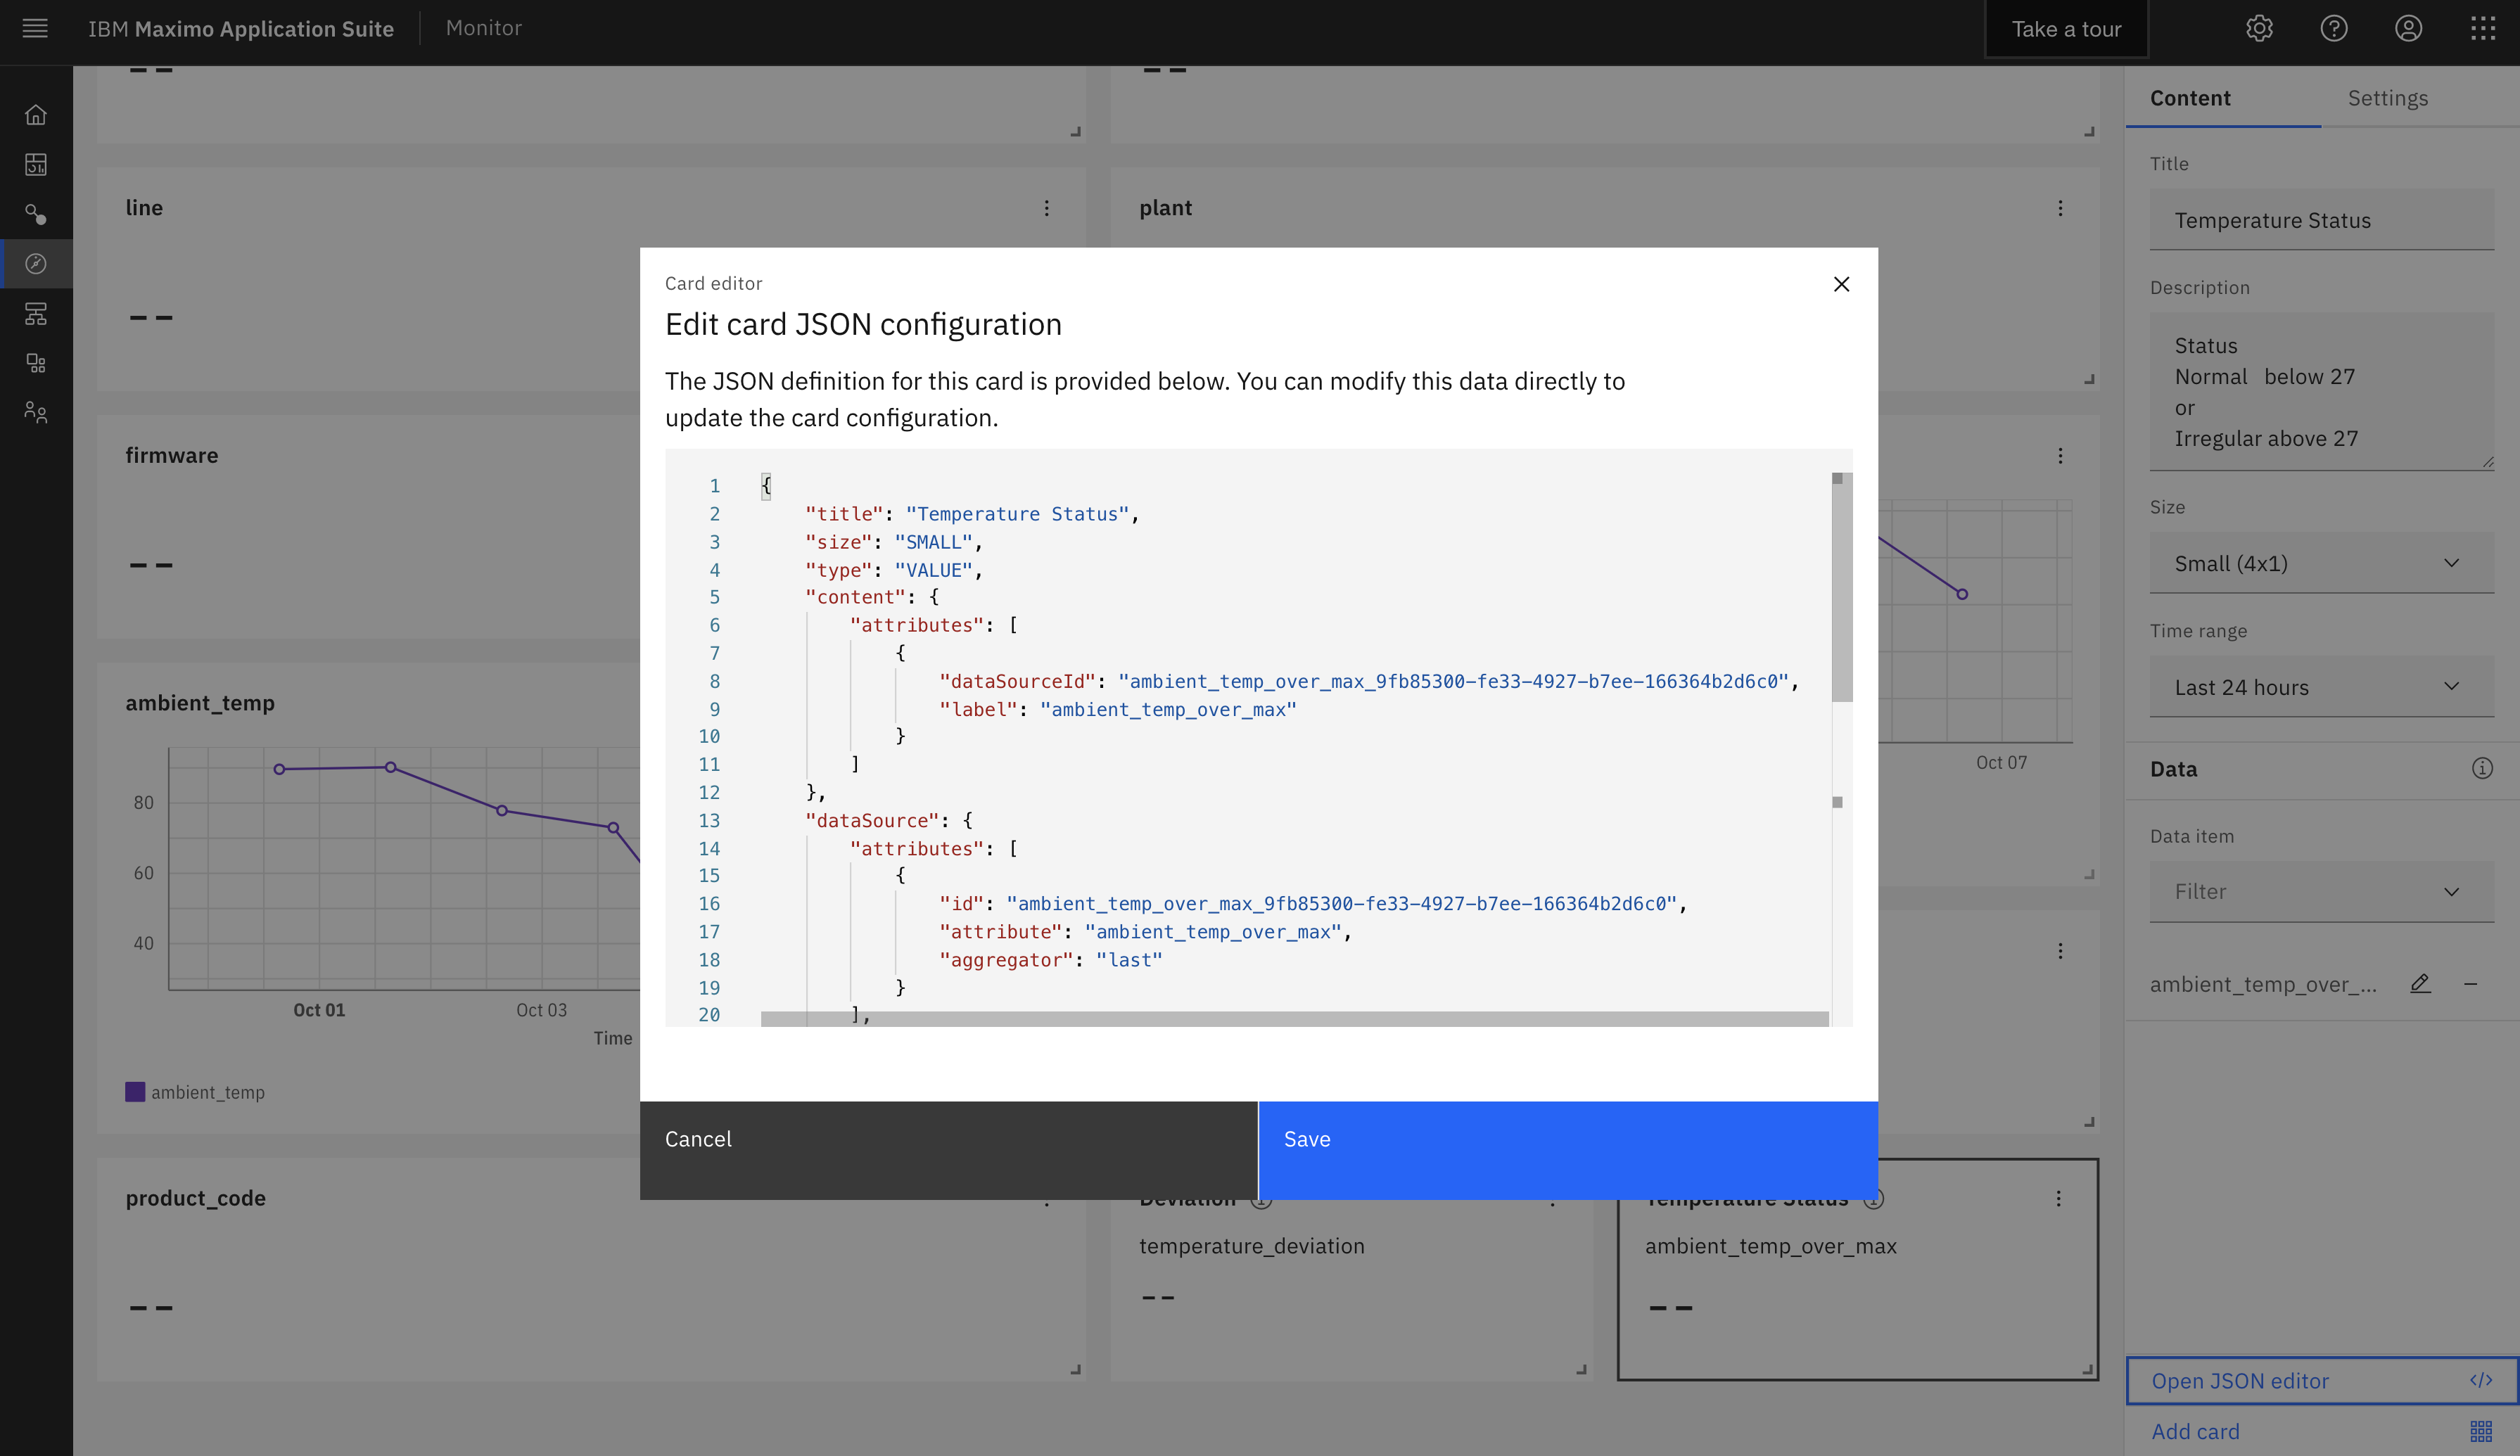 IBM Maximo Application Suite
Monitor
Take a tour
--
--
line
--
plant
firmware
--
ambient_temp
80
60
40
Oct 01
Oct 03
Time
ambient_temp
Oct 07
product_code
--
Deviation
temperature_deviation
--
Temperature Status
ambient_temp_over_max
--
Card editor
Edit card JSON configuration
The JSON definition for this card is provided below. You can modify this data directly to
update the card configuration.
1 {
2 "title": "Temperature Status",
3 "size": "SMALL",
4 "type": "VALUE",
5 "content": {
6 "attributes": [
7 {
8 "dataSourceId": "ambient_temp_over_max_9fb85300-fe33-4927-b7ee-166364b2d6c0",
9 "label": "ambient_temp_over_max"
10 }
11 ]
12 },
13 "dataSource": {
14 "attributes": [
15 {
16 "id": "ambient_temp_over_max_9fb85300-fe33-4927-b7ee-166364b2d6c0",
17 "attribute": "ambient_temp_over_max",
18 "aggregator": "last"
19 }
20 ],
Cancel
Save
Content
Settings
Title
Temperature Status
Description
Status
Normal below 27
or
Irregular above 27
Size
Small (4x1)
Time range
Last 24 hours
Data
Data item
Filter
ambient_temp_over_...
Open JSON editor
Add card